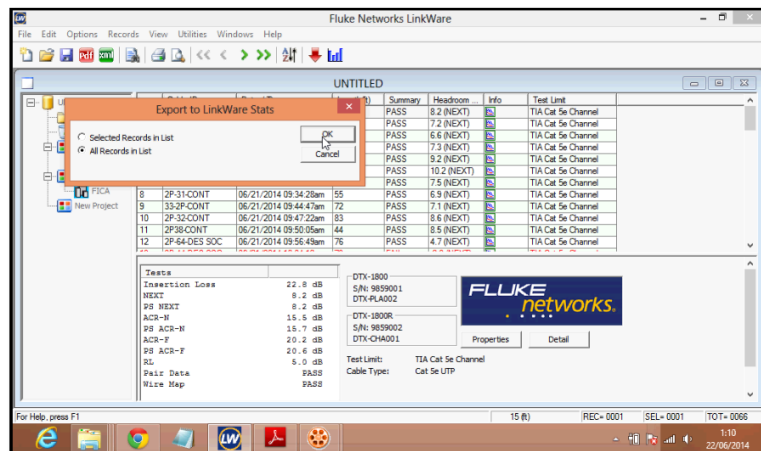 LW
Fluke Networks LinkWare
File Edit Options Records View Utilities Windows Help
pdf xml
UNTITLED
Summary Headroom ... Info Test Limit
PASS 8.2 (NEXT) TIA Cat 5e Channel
PASS 7.2 (NEXT) TIA Cat 5e Channel
PASS 6.6 (NEXT) TIA Cat 5e Channel
PASS 7.3 (NEXT) TIA Cat 5e Channel
PASS 9.2 (NEXT) TIA Cat 5e Channel
PASS 10.2 (NEXT) TIA Cat 5e Channel
PASS 7.5 (NEXT) TIA Cat 5e Channel
8 2P-31-CONT 06/21/2014 09:34:28am 55 PASS 6.9 (NEXT) TIA Cat 5e Channel
9 33-2P-CONT 06/21/2014 09:44:47am 72 PASS 7.1 (NEXT) TIA Cat 5e Channel
10 2P-32-CONT 06/21/2014 09:47:22am 83 PASS 8.6 (NEXT) TIA Cat 5e Channel
11 2P38-CONT 06/21/2014 09:50:05am 44 PASS 8.5 (NEXT) TIA Cat 5e Channel
12 2P-64-DES SOC 06/21/2014 09:56:49am 76 PASS 4.7 (NEXT) TIA Cat 5e Channel
FICA
New Project
Export to LinkWare Stats
Selected Records in List
All Records in List
OK
Cancel
Tests
Insertion Loss 22.8 dB
NEXT 8.2 dB
PS NEXT 8.2 dB
ACR-N 15.5 dB
PS ACR-N 15.7 dB
ACR-F 20.2 dB
PS ACR-F 20.6 dB
RL 5.0 dB
Pair Data PASS
Wire Map PASS
DTX-1800
S/N: 9859001
DTX-PLA002
DTX-1800R
S/N: 9859002
DTX-CHA001
Test Limit: TIA Cat 5e Channel
Cable Type: Cat 5e UTP
FLUKE
networks.
Properties
Detail
For Help, press F1
15 (ft) REC= 0001 SEL= 0001 TOT= 0066
LW
1:10
22/06/2014